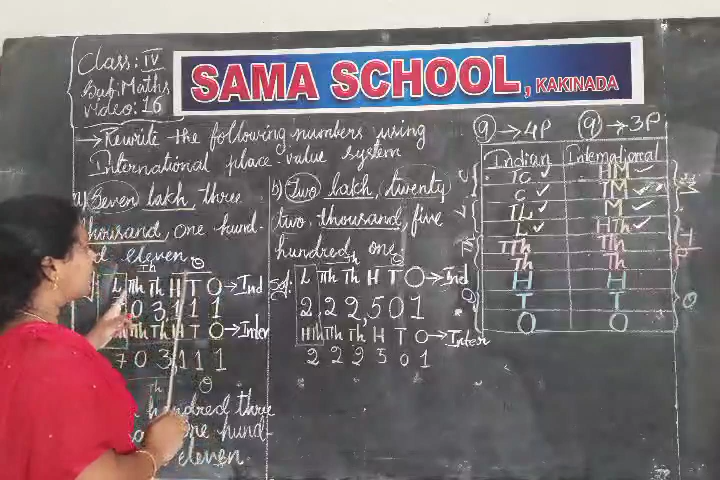 Class: IV
Sub: Maths
Video: 16
SAMA SCHOOL, KAKINADA
→ Rewrite the following numbers using
International place-value system
a) Seven lakh, three
thousand, one hund-
eleven.
Th O
L TTh Th H T O → Ind
0 3, 1 1 1
TTh Th H T O → Inter
7 0 3, 1 1 1
Th O
hundred three
one hund-
eleven
b) Two lakh, twenty
two thousand, five
hundred one.
Th O
Sol: L TTh Th H T O → Ind
2, 2 2, 5 0 1
HTh TTh Th H T O → Inter
2 2 2 5 0 1
9 → 4P 9 → 3P
Indian International
TC ✓ HM ✓
C ✓ TM ✓
TL ✓ M ✓
L ✓ HTh ✓
TTh TTh
Th Th
H H
T T
O O